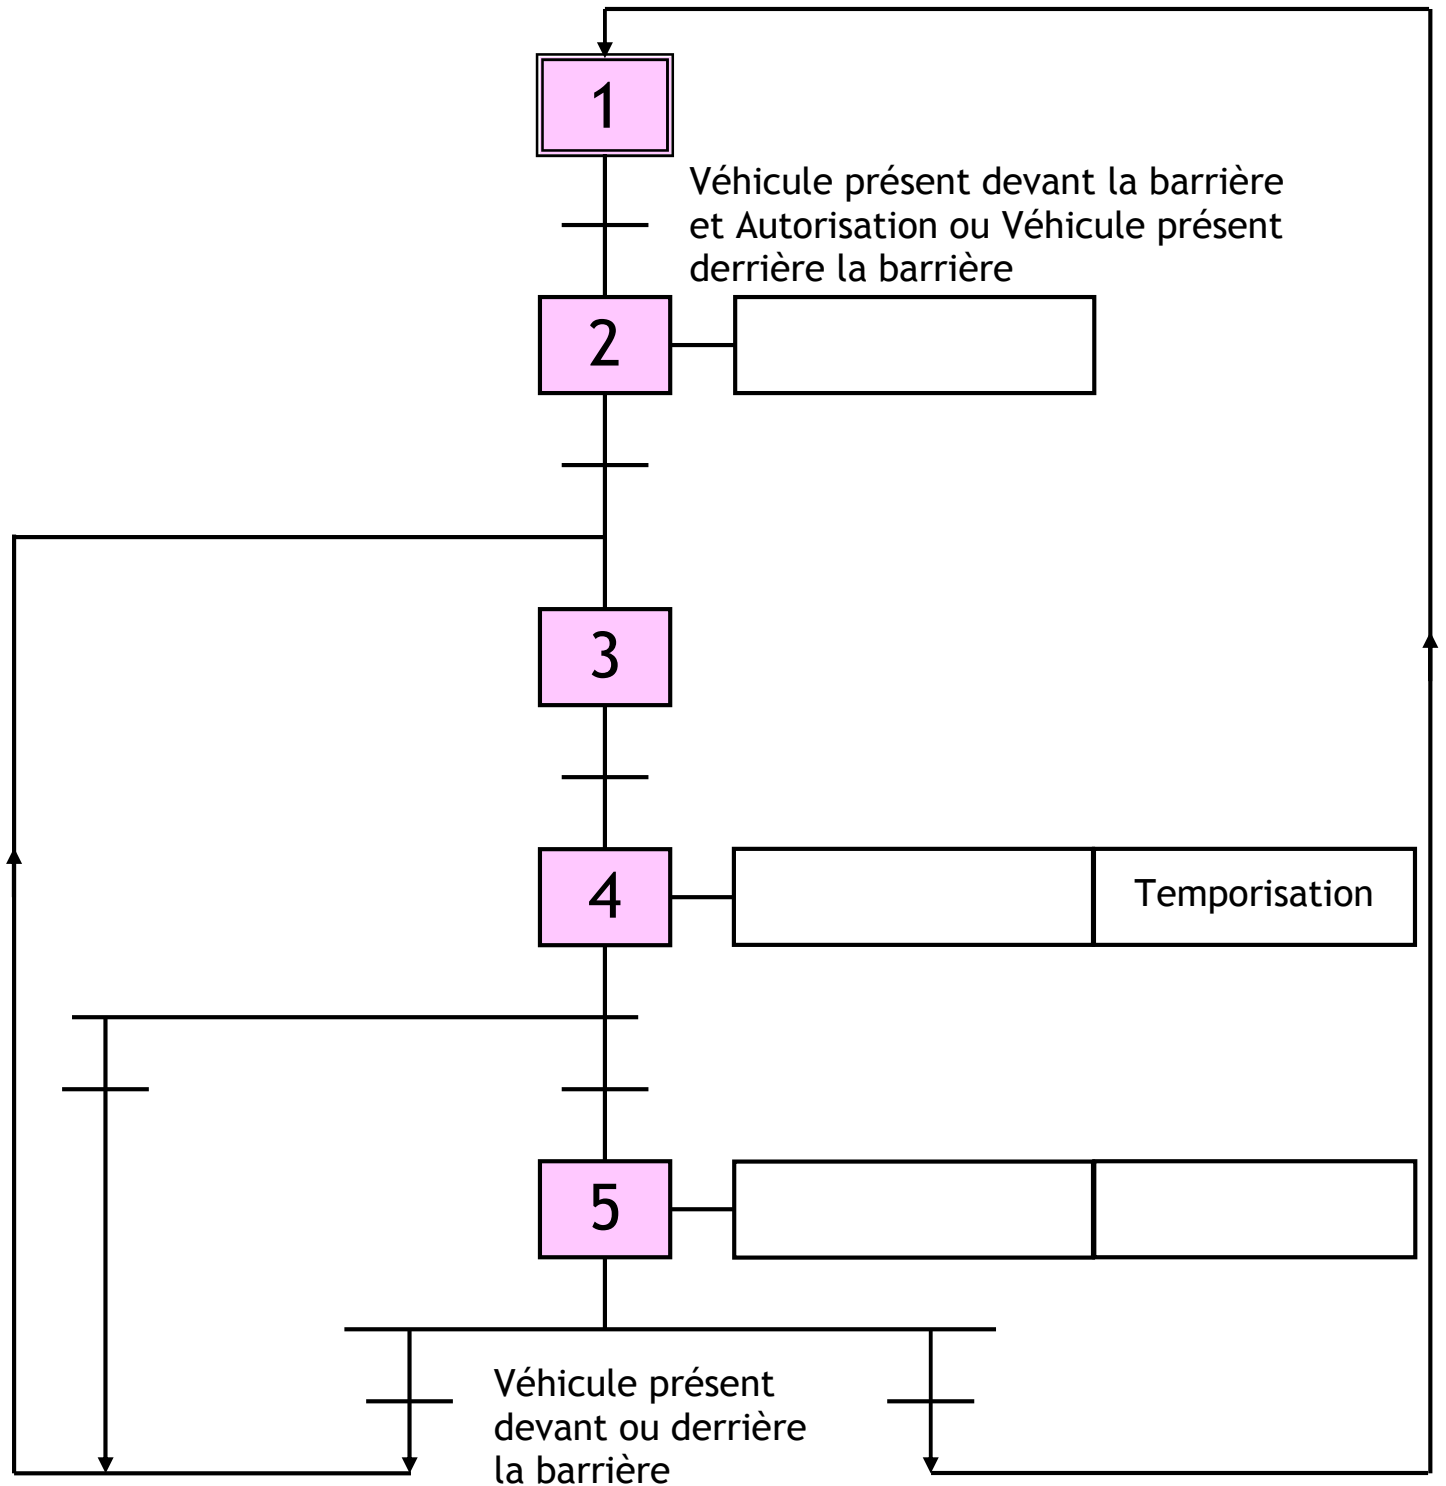 1
Véhicule présent devant la barrière
et Autorisation ou Véhicule présent
derrière la barrière
2
3
4
Temporisation
5
Véhicule présent
devant ou derrière
la barrière